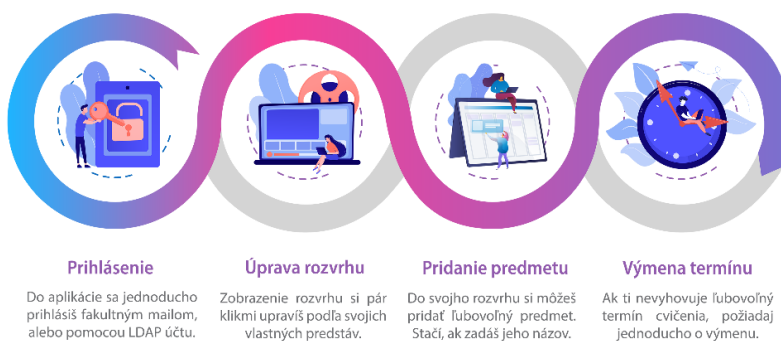 Prihlásenie
Do aplikácie sa jednoducho
prihlásiš fakultným mailom,
alebo pomocou LDAP účtu.
Úprava rozvrhu
Zobrazenie rozvrhu si pár
klikmi upravíš podľa svojich
vlastných predstáv.
Pridanie predmetu
Do svojho rozvrhu si môžeš
pridať ľubovoľný predmet.
Stačí, ak zadáš jeho názov.
Výmena termínu
Ak ti nevyhovuje ľubovoľný
termín cvičenia, požiadaj
jednoducho o výmenu.